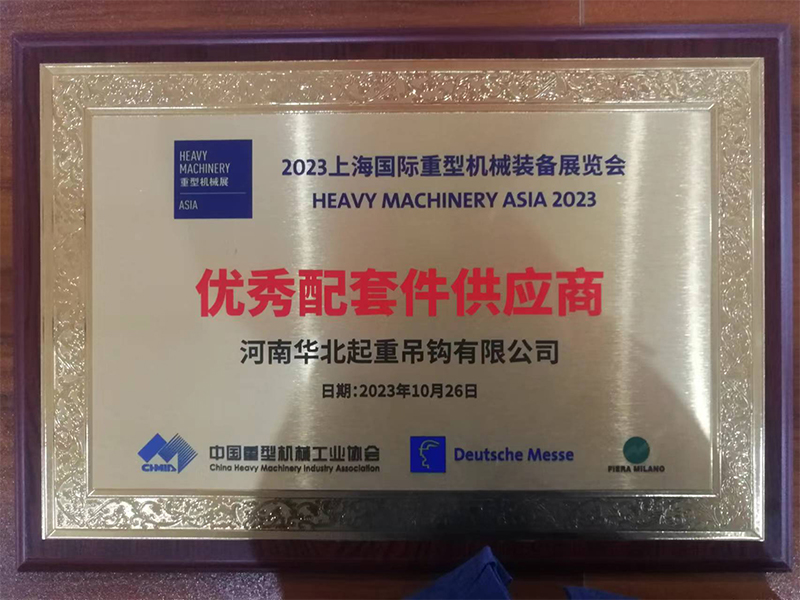 HEAVY
MACHINERY
重型机械展
ASIA
2023上海国际重型机械装备展览会
HEAVY MACHINERY ASIA 2023
优秀配套件供应商
河南华北起重吊钩有限公司
日期:2023年10月26日
CHMIA
中国重型机械工业协会
China Heavy Machinery Industry Association
Deutsche Messe
FIERA MILANO